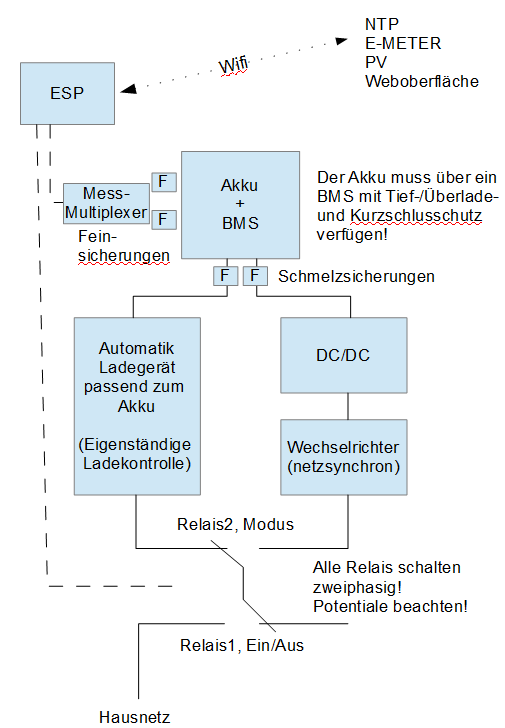 NTP
E-METER
PV
Weboberfläche
Wifi
ESP
Mess-
Multiplexer
F
F
Fein-
sicherungen
Akku
+
BMS
Der Akku muss über ein
BMS mit Tief-/Überlade-
und Kurzschlusschutz
verfügen!
F
F
Schmelzsicherungen
Automatik
Ladegerät
passend zum
Akku
(Eigenständige
Ladekontrolle)
DC/DC
Wechselrichter
(netzsynchron)
Relais2, Modus
Alle Relais schalten
zweiphasig!
Potentiale beachten!
Relais1, Ein/Aus
Hausnetz